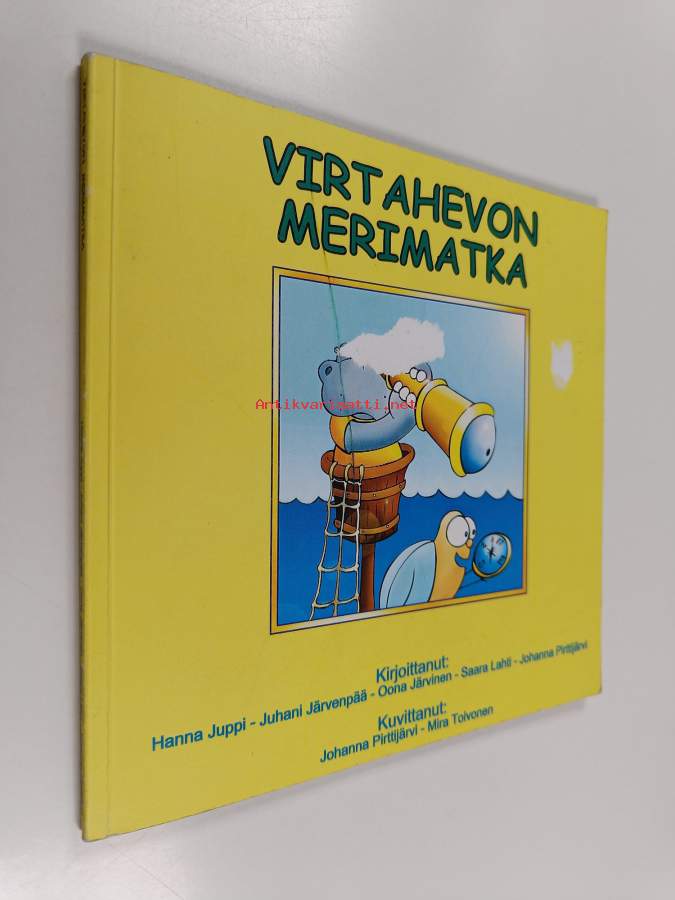 VIRTAHEVON
MERIMATKA
Antikvarisatti.net
Kirjoittanut:
Hanna Juppi - Juhani Järvenpää - Oona Järvinen - Saara Lahti - Johanna Pirttijärvi
Kuvittanut:
Johanna Pirttijärvi - Mira Toivonen